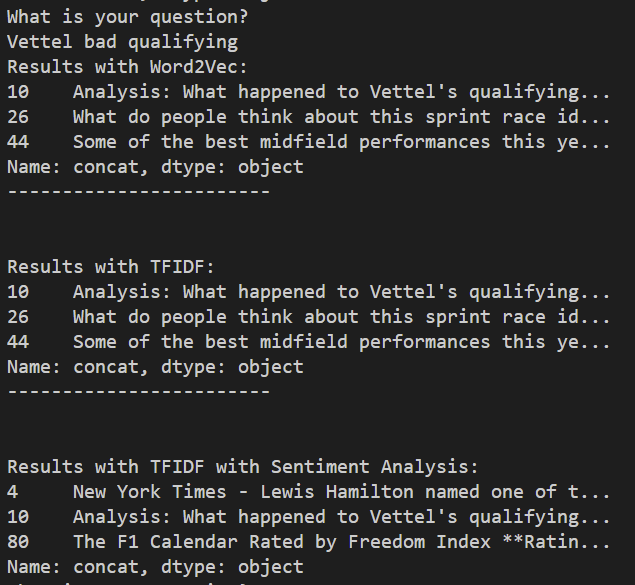 What is your question?
Vettel bad qualifying
Results with Word2Vec:
10    Analysis: What happened to Vettel's qualifying...
26    What do people think about this sprint race id...
44    Some of the best midfield performances this ye...
Name: concat, dtype: object
------------------------
Results with TFIDF:
10    Analysis: What happened to Vettel's qualifying...
26    What do people think about this sprint race id...
44    Some of the best midfield performances this ye...
Name: concat, dtype: object
------------------------
Results with TFIDF with Sentiment Analysis:
4     New York Times - Lewis Hamilton named one of t...
10    Analysis: What happened to Vettel's qualifying...
80    The F1 Calendar Rated by Freedom Index **Ratin...
Name: concat, dtype: object